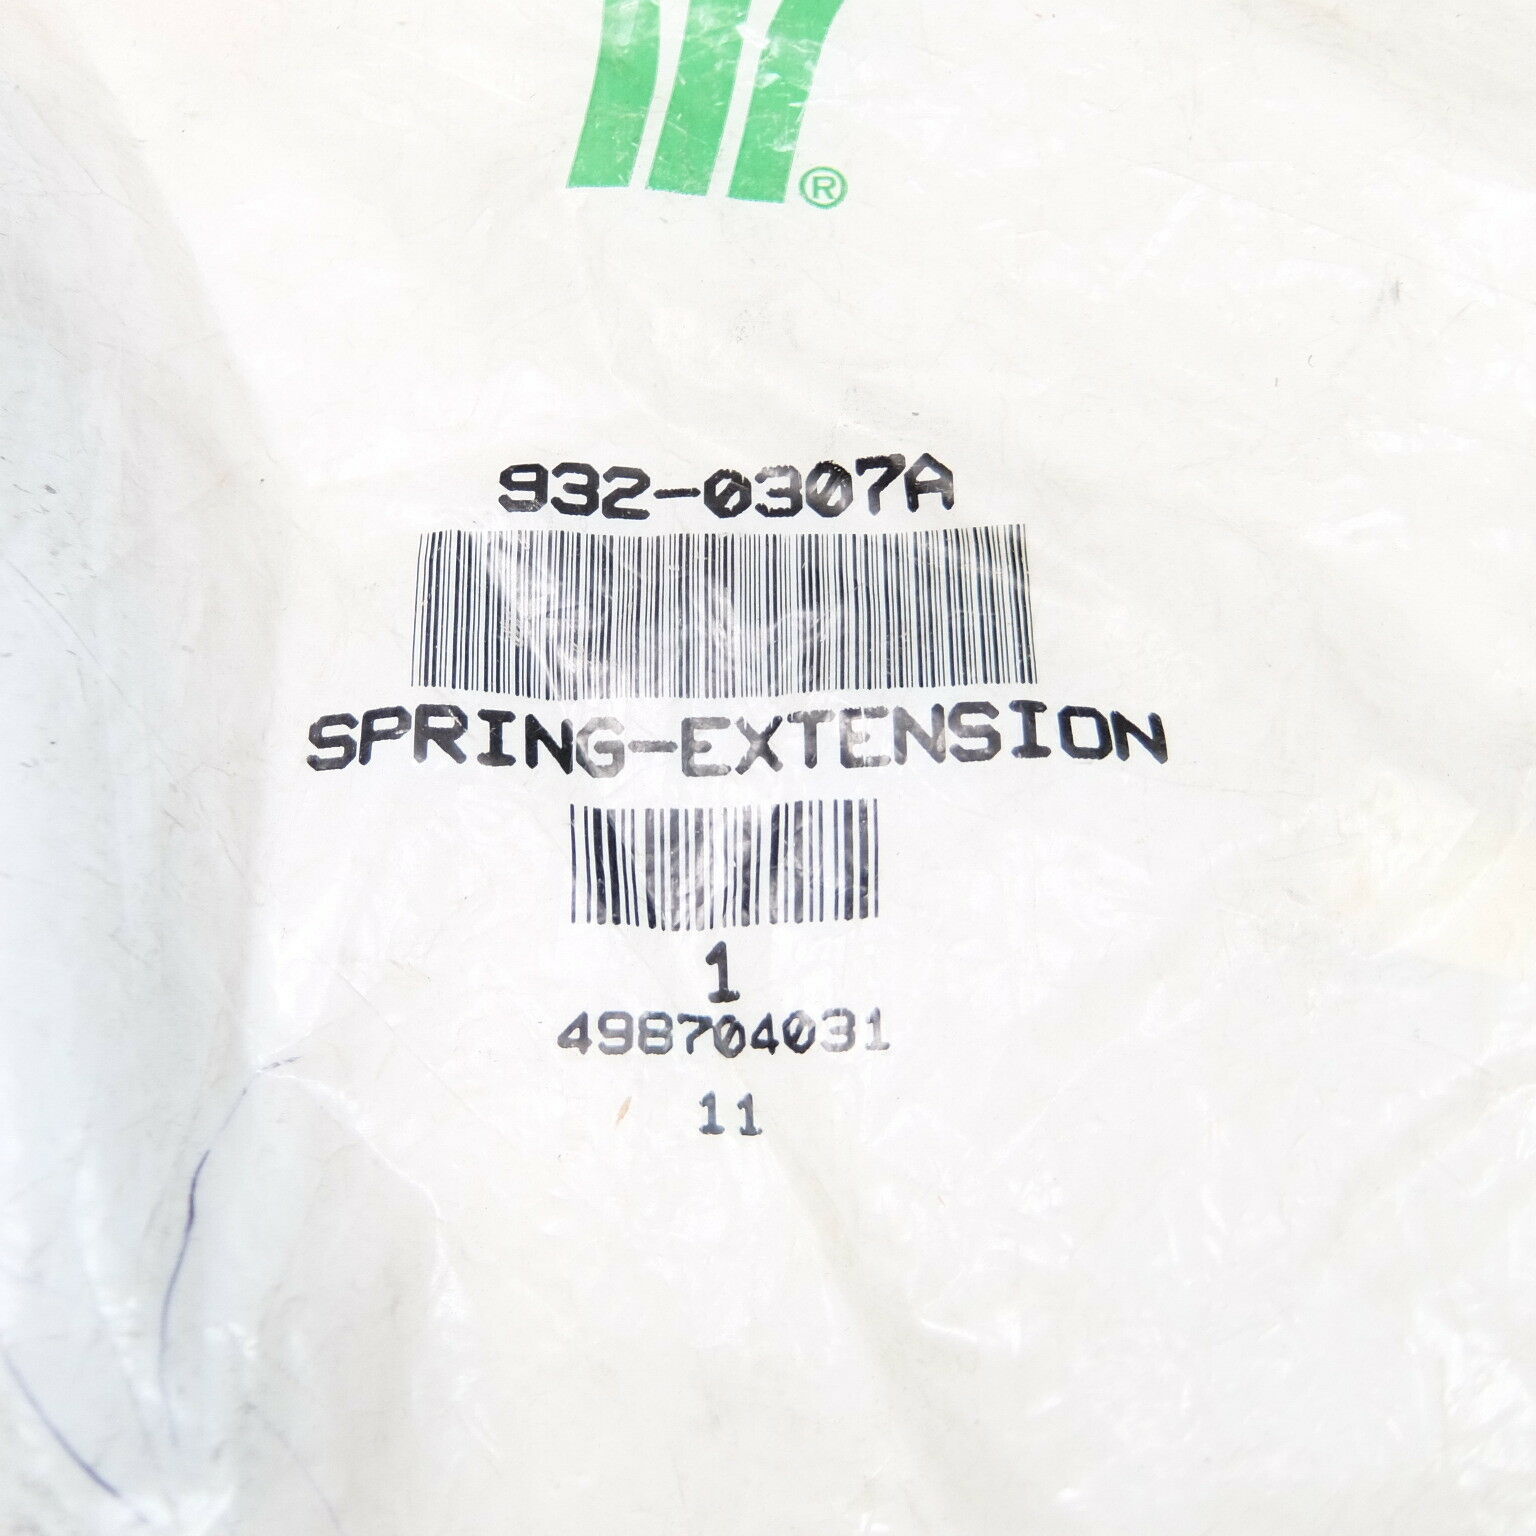 ®
932-0307A
SPRING-EXTENSION
1
498704031
11